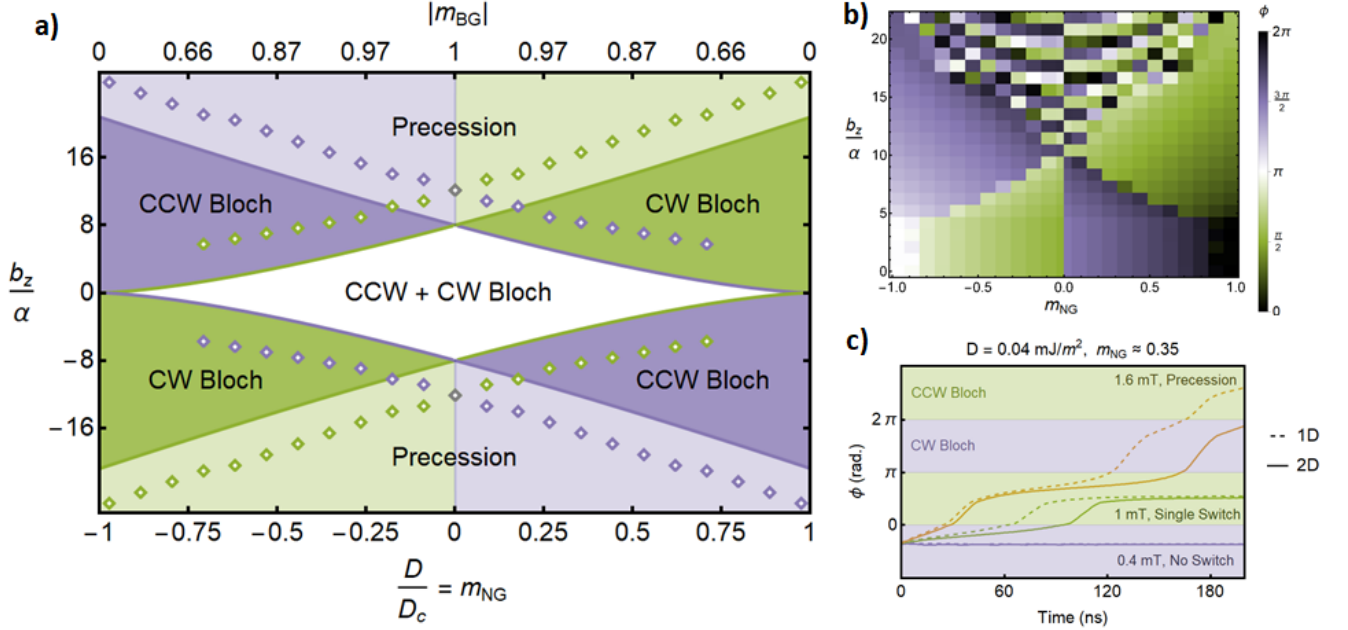 a)
|m_BG|
0 0.66 0.87 0.97 1 0.97 0.87 0.66 0
Precession
CCW Bloch
CW Bloch
CCW + CW Bloch
CW Bloch
CCW Bloch
Precession
16
8
0
−8
−16
b_z
α
−1 −0.75 −0.5 −0.25 0 0.25 0.5 0.75 1
D
D_c
= m_NG
b)
20
15
10
5
0
b_z
α
−1.0 −0.5 0.0 0.5 1.0
m_NG
ϕ
2π
3π
2
π
π
2
0
c)
D = 0.04 mJ/m², m_NG ≈ 0.35
CCW Bloch
1.6 mT, Precession
CW Bloch
1 mT, Single Switch
0.4 mT, No Switch
2π
π
0
ϕ (rad.)
0 60 120 180
Time (ns)
1D
2D